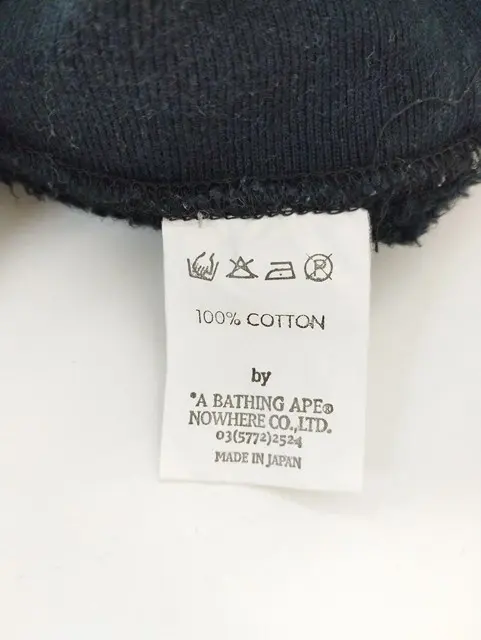 100% COTTON
by
*A BATHING APE®
NOWHERE CO.,LTD.
03(5772)2524
MADE IN JAPAN